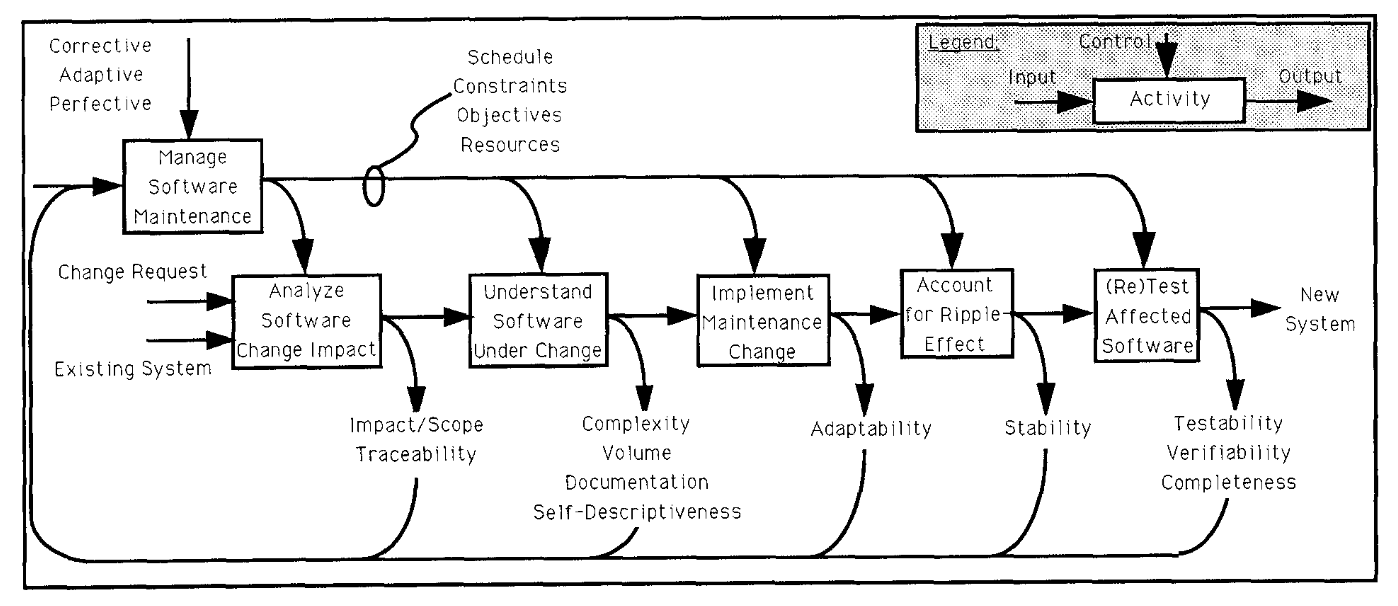 Corrective
Adaptive
Perfective
Schedule
Constraints
Objectives
Resources
Legend:
Control
Input
Activity
Output
Manage
Software
Maintenance
Change Request
Existing System
Analyze
Software
Change Impact
Understand
Software
Under Change
Implement
Maintenance
Change
Account
for Ripple
Effect
(Re)Test
Affected
Software
New
System
Impact/Scope
Traceability
Complexity
Volume
Documentation
Self-Descriptiveness
Adaptability
Stability
Testability
Verifiability
Completeness